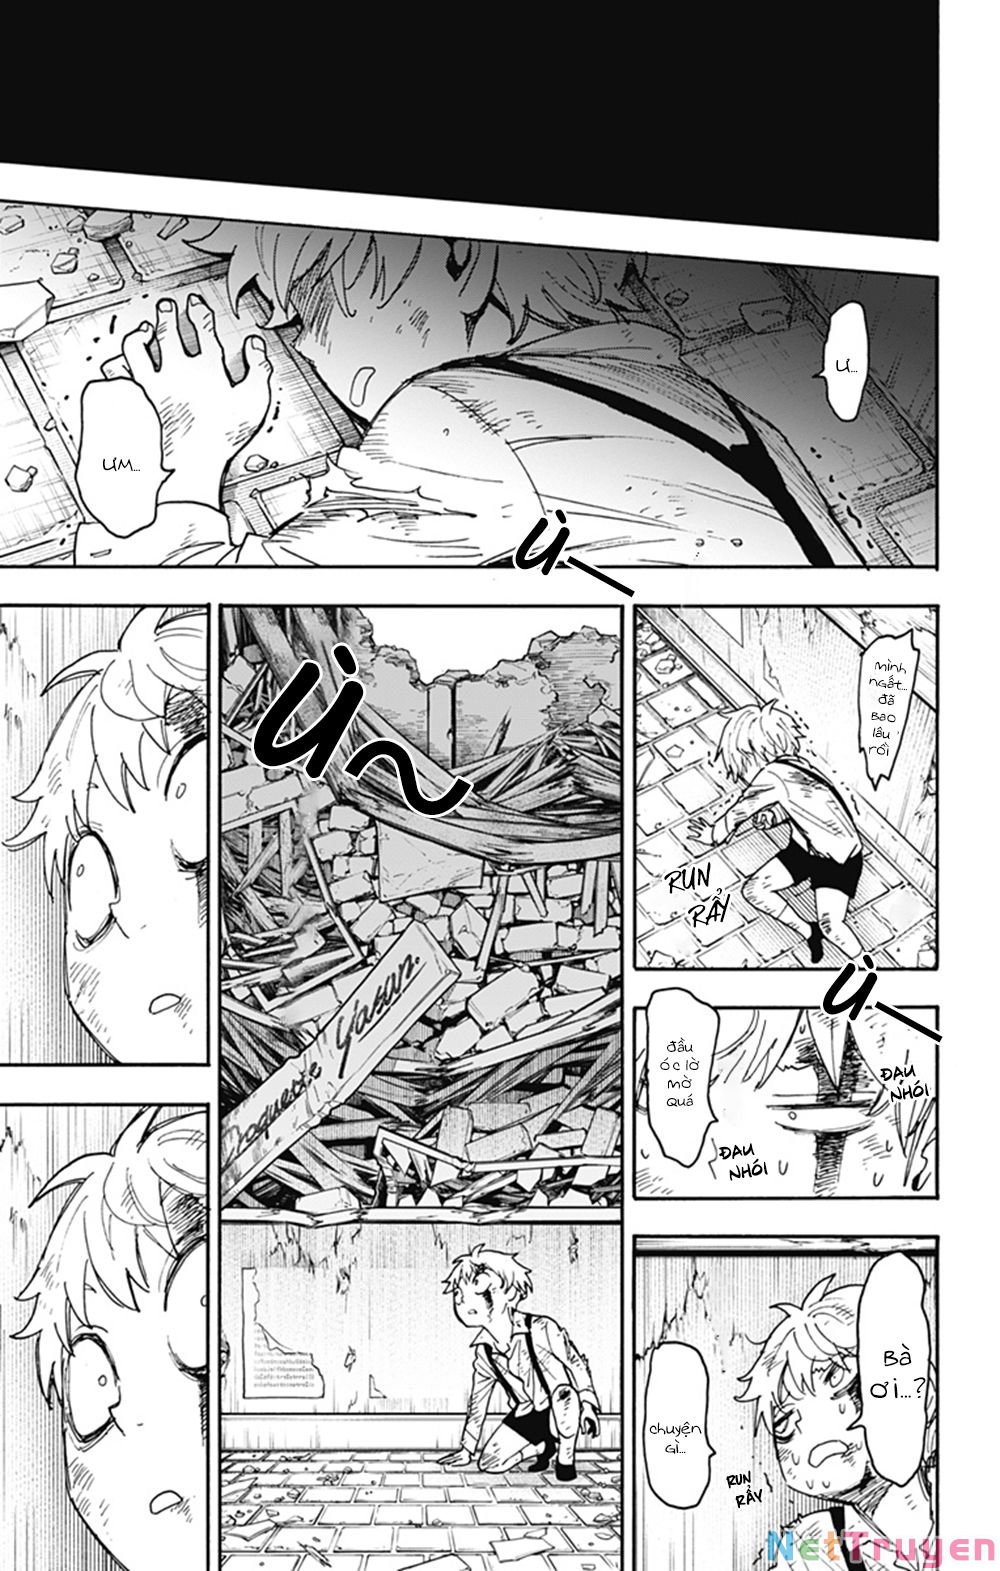 Ư...
ƯM...
Ù—
MÌNH
NGẤT...
ĐÃ
BAO
LÂU
RỒI
RUN
RẨY
Ù—
ĐẦU
ÓC LỜ
MỜ
QUÁ
ĐAU
NHÓI
ĐAU
NHÓI
BÀ
ƠI...?
CHUYỆN
GÌ...
RUN
RẨY
Ù~
Yasan.
NetTruyen